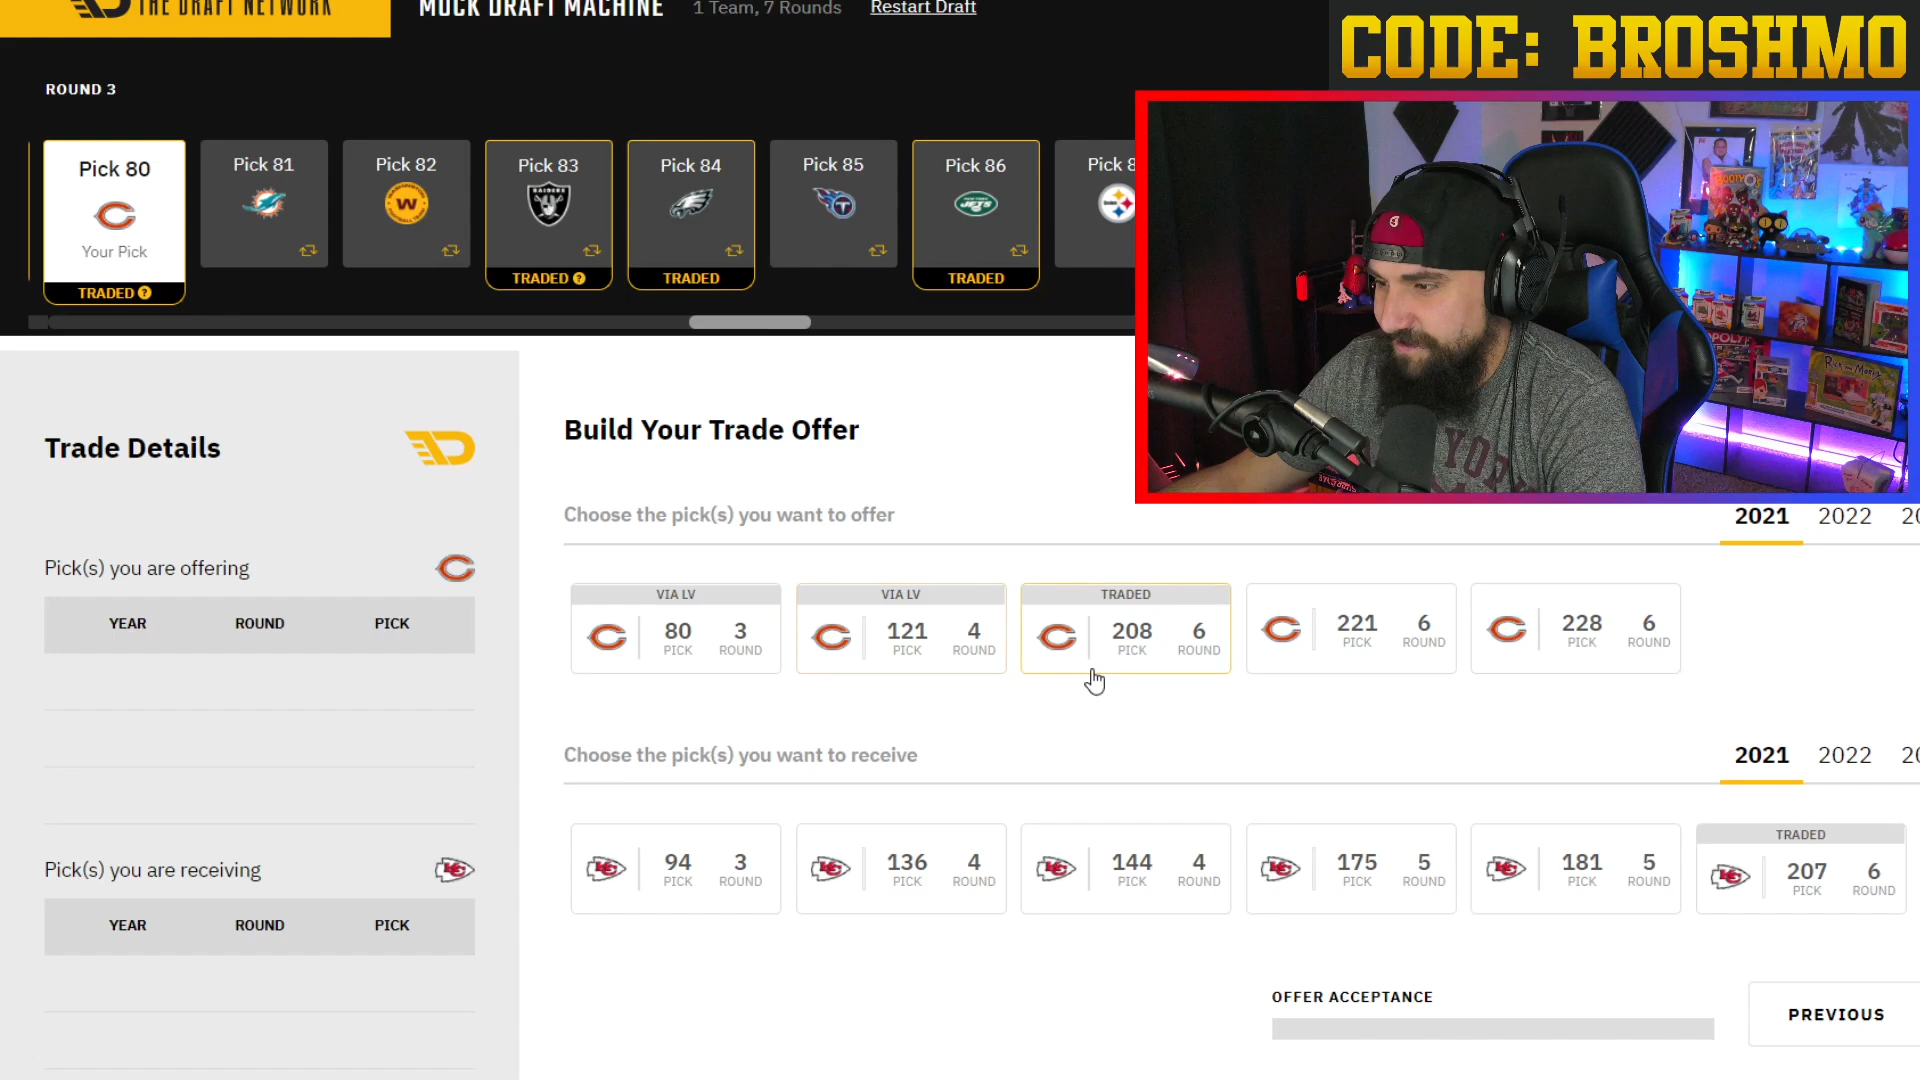 THE DRAFT NETWORK
MOCK DRAFT MACHINE 1 Team, 7 Rounds Restart Draft
CODE: BROSHMO
ROUND 3
Pick 80
Your Pick
TRADED ?
Pick 81
Pick 82
W
Pick 83
RAIDERS
TRADED ?
Pick 84
TRADED
Pick 85
Pick 86
JETS
TRADED
Pick 8
Trade Details
Pick(s) you are offering
YEAR ROUND PICK
Pick(s) you are receiving
YEAR ROUND PICK
Build Your Trade Offer
Choose the pick(s) you want to offer
2021 2022 20
VIA LV
80 3
PICK ROUND
VIA LV
121 4
PICK ROUND
TRADED
208 6
PICK ROUND
221 6
PICK ROUND
228 6
PICK ROUND
Choose the pick(s) you want to receive
2021 2022 20
94 3
PICK ROUND
136 4
PICK ROUND
144 4
PICK ROUND
175 5
PICK ROUND
181 5
PICK ROUND
TRADED
207 6
PICK ROUND
OFFER ACCEPTANCE
PREVIOUS